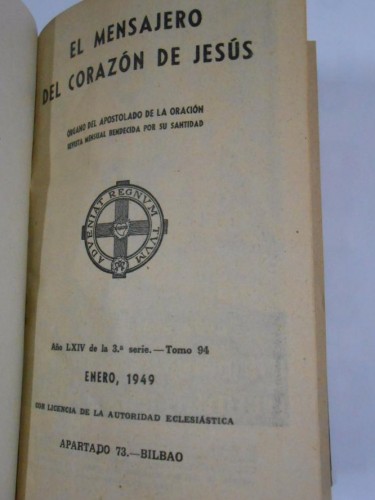 EL MENSAJERO
DEL CORAZÓN DE JESÚS
ÓRGANO DEL APOSTOLADO DE LA ORACIÓN
REVISTA MENSUAL BENDECIDA POR SU SANTIDAD
ADVENIAT REGNVM TVVM
Año LXIV de la 3.ª serie.—Tomo 94
ENERO, 1949
CON LICENCIA DE LA AUTORIDAD ECLESIÁSTICA
APARTADO 73.—BILBAO